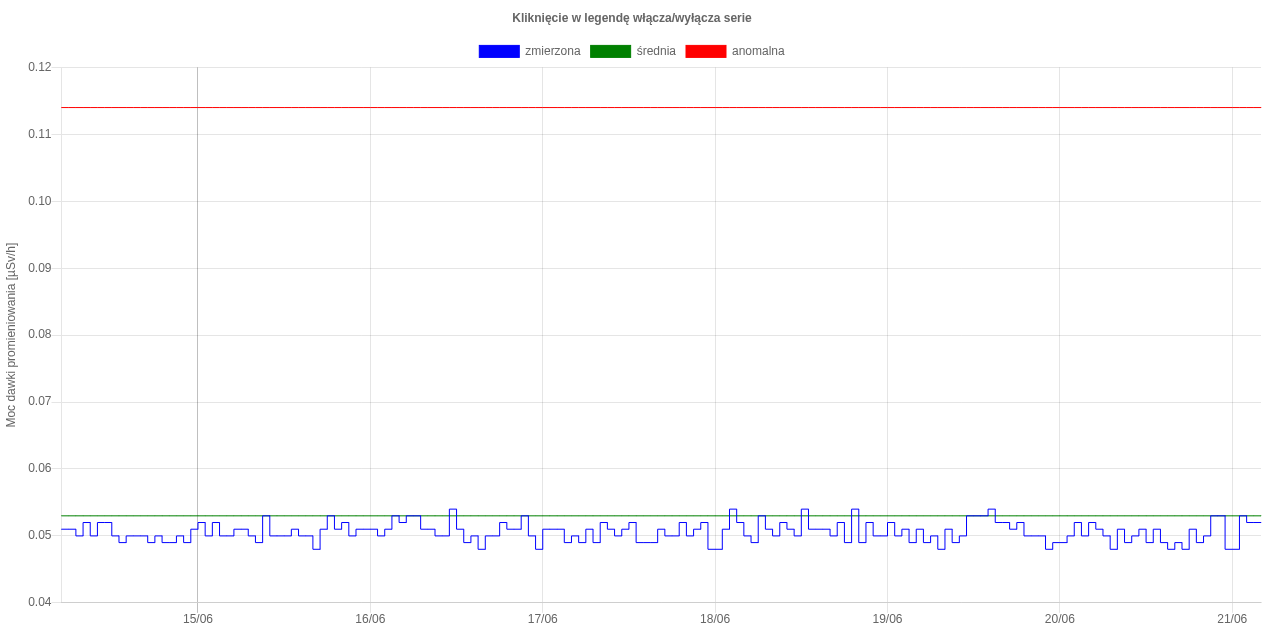 Kliknięcie w legendę włącza/wyłącza serie
zmierzona średnia anomalna
Moc dawki promieniowania [µSv/h]
0.12
0.11
0.10
0.09
0.08
0.07
0.06
0.05
0.04
15/06 16/06 17/06 18/06 19/06 20/06 21/06